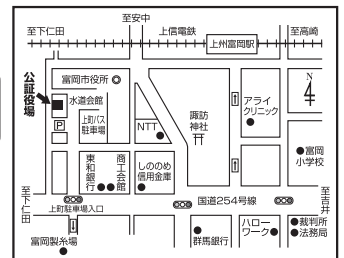 至安中
至下仁田
上信電鉄
至高崎
上州富岡駅
公証役場
富岡市役所
水道会館
P
上町バス
駐車場
NTT
諏訪
神社
アライ
クリニック
N
富岡
小学校
東和銀行
商工会館
しののめ
信用金庫
至下仁田
上町駐車場入口
国道254号線
至吉井
富岡製糸場
群馬銀行
ハロー
ワーク
裁判所
法務局